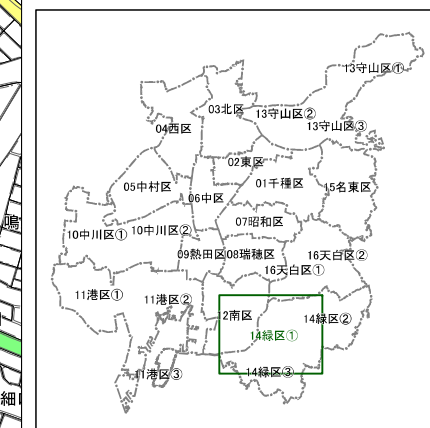 13守山区①
03北区
13守山区②
04西区
13守山区③
02東区
01千種区
05中村区
15名東区
06中区
07昭和区
鳴
10中川区①
10中川区②
09熱田区
08瑞穂区
16天白区②
16天白区①
11港区①
11港区②
2南区
14緑区②
14緑区①
11港区③
14緑区③
細